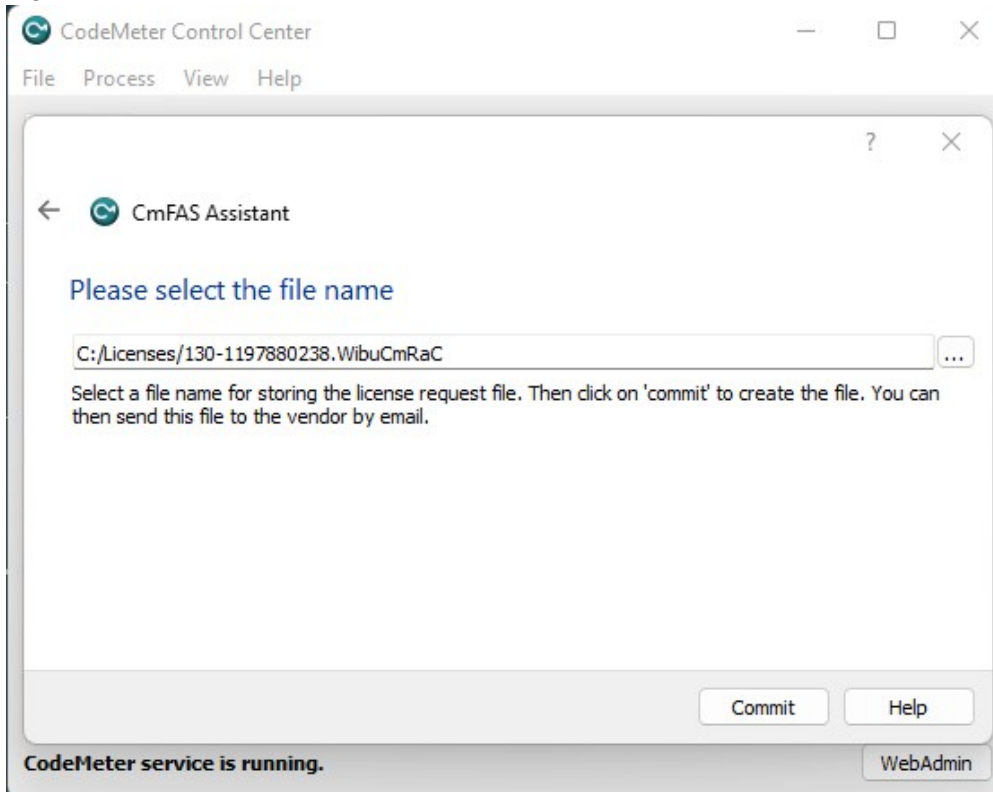 CodeMeter Control Center
File Process View Help
?
CmFAS Assistant
Please select the file name
C:/Licenses/130-1197880238.WibuCmRaC
...
Select a file name for storing the license request file. Then click on 'commit' to create the file. You can
then send this file to the vendor by email.
Commit Help
CodeMeter service is running. WebAdmin